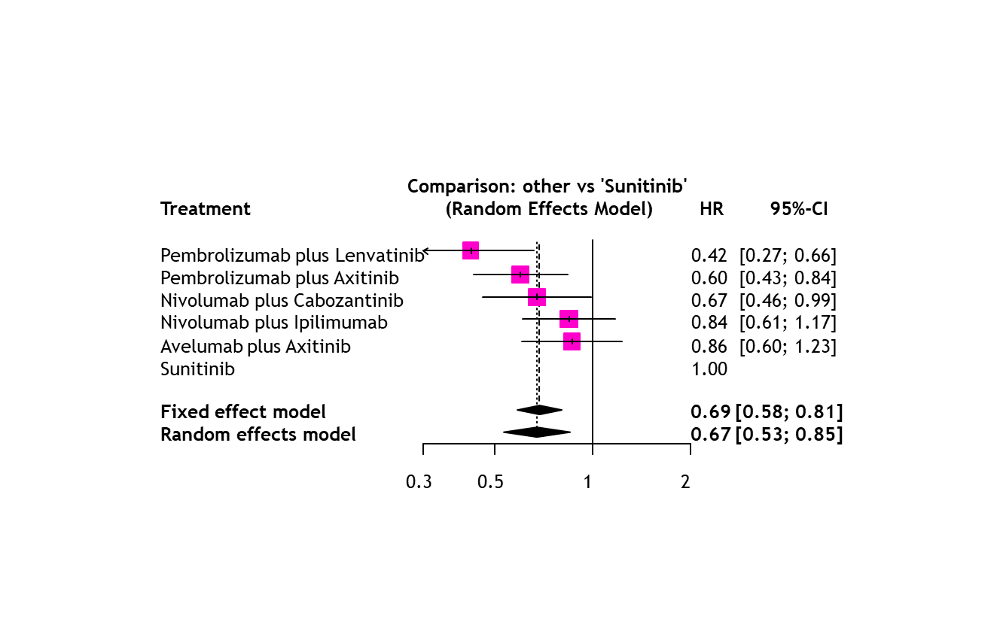 Comparison: other vs 'Sunitinib'
Treatment (Random Effects Model) HR 95%-CI
Pembrolizumab plus Lenvatinib 0.42 [0.27; 0.66]
Pembrolizumab plus Axitinib 0.60 [0.43; 0.84]
Nivolumab plus Cabozantinib 0.67 [0.46; 0.99]
Nivolumab plus Ipilimumab 0.84 [0.61; 1.17]
Avelumab plus Axitinib 0.86 [0.60; 1.23]
Sunitinib 1.00
Fixed effect model 0.69 [0.58; 0.81]
Random effects model 0.67 [0.53; 0.85]
0.3 0.5 1 2